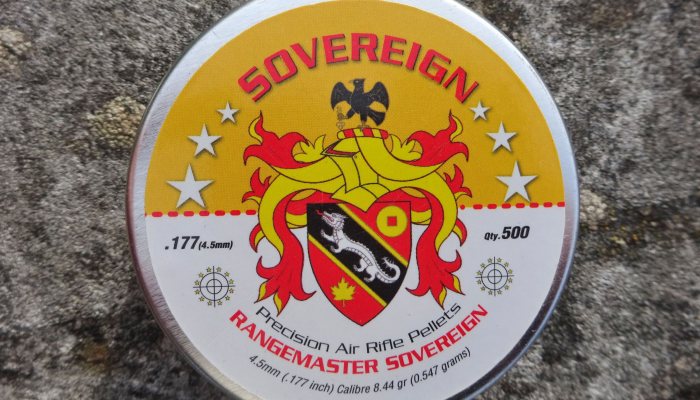 SOVEREIGN
.177(4.5mm)
Qty.500
Precision Air Rifle Pellets
RANGEMASTER SOVEREIGN
4.5mm (.177 inch) Calibre 8.44 gr (0.547 grams)